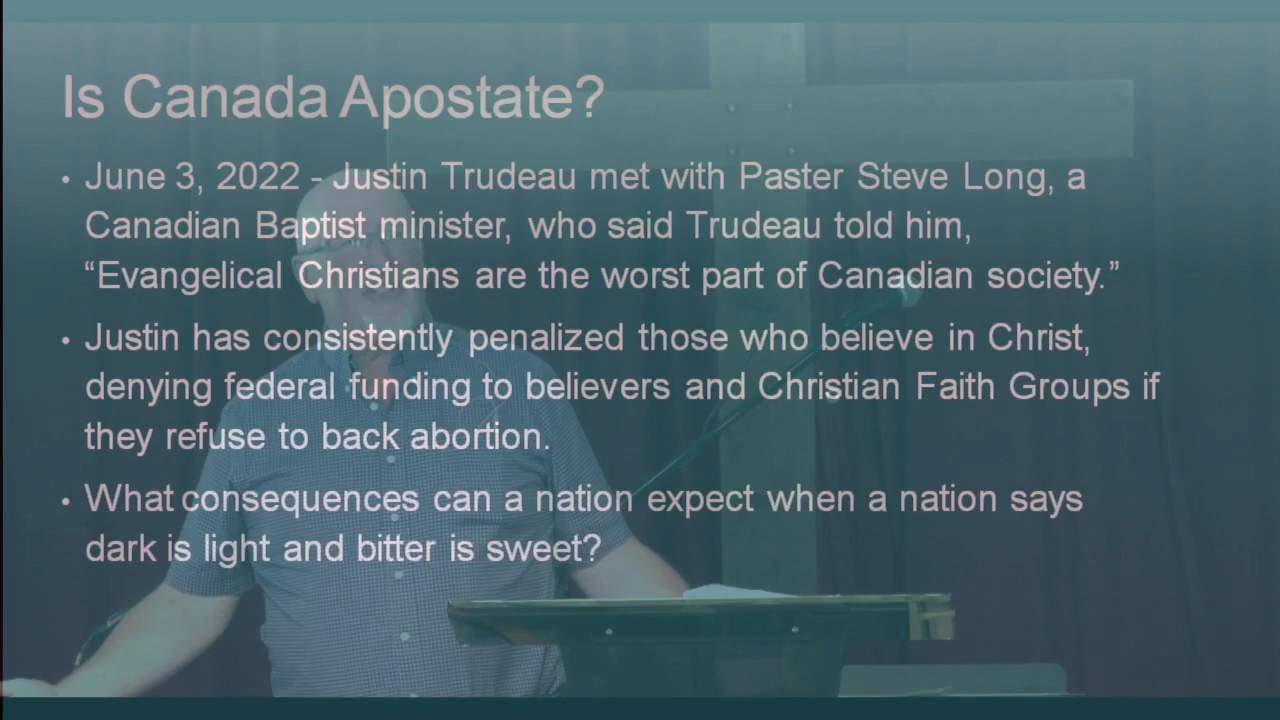 Is Canada Apostate?
• June 3, 2022 - Justin Trudeau met with Paster Steve Long, a
Canadian Baptist minister, who said Trudeau told him,
“Evangelical Christians are the worst part of Canadian society.”
• Justin has consistently penalized those who believe in Christ,
denying federal funding to believers and Christian Faith Groups if
they refuse to back abortion.
• What consequences can a nation expect when a nation says
dark is light and bitter is sweet?